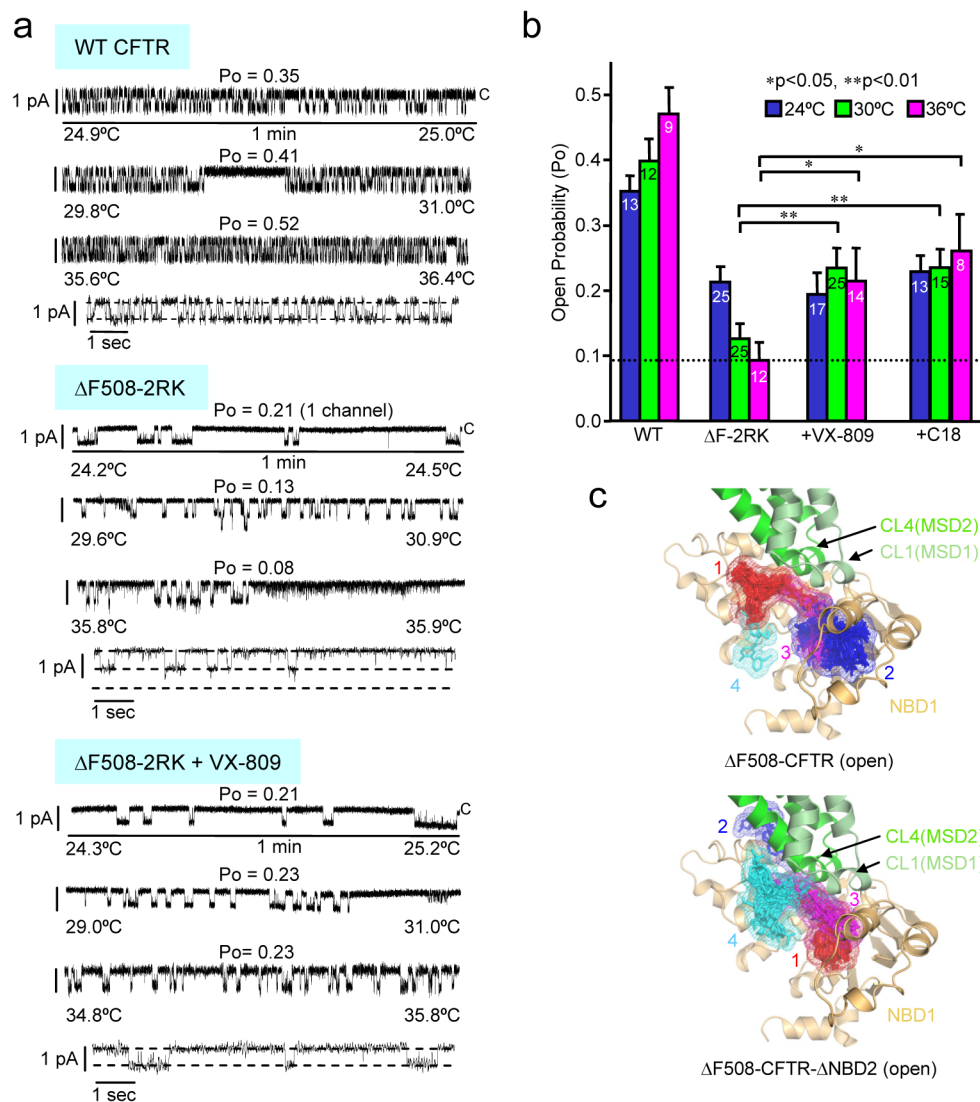 a
WT CFTR
Po = 0.35
1 pA
C
24.9ºC
1 min
25.0ºC
Po = 0.41
29.8ºC
31.0ºC
Po = 0.52
35.6ºC
36.4ºC
1 pA
1 sec
ΔF508-2RK
Po = 0.21 (1 channel)
1 pA
C
24.2ºC
1 min
24.5ºC
Po = 0.13
29.6ºC
30.9ºC
Po = 0.08
35.8ºC
35.9ºC
1 pA
1 sec
ΔF508-2RK + VX-809
Po = 0.21
1 pA
C
24.3ºC
1 min
25.2ºC
Po = 0.23
29.0ºC
31.0ºC
Po= 0.23
34.8ºC
35.8ºC
1 pA
1 sec
b
*p<0.05, **p<0.01
24ºC 30ºC 36ºC
Open Probability (Po)
0.5
0.4
0.3
0.2
0.1
0.0
13 12 9
25 25 12
17 25 14
13 15 8
*
*
**
**
WT ΔF-2RK +VX-809 +C18
c
CL4(MSD2)
CL1(MSD1)
1
3
2
4
NBD1
ΔF508-CFTR (open)
2
CL4(MSD2)
CL1(MSD1)
3
4
1
NBD1
ΔF508-CFTR-ΔNBD2 (open)